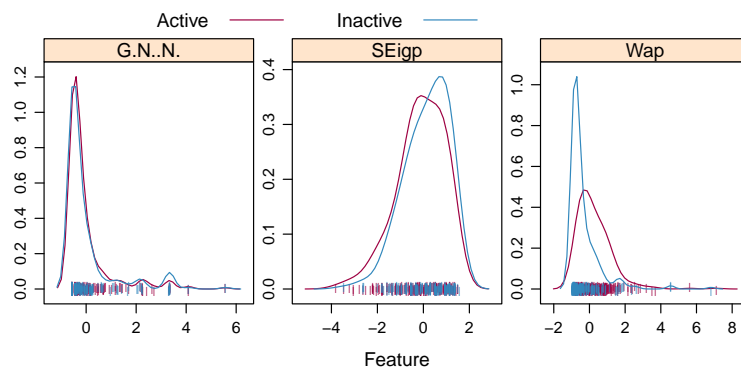 Active Inactive
G.N..N. SEigp Wap
0.0 0.2 0.4 0.6 0.8 1.0 1.2
0 2 4 6
0.0 0.1 0.2 0.3 0.4
−4 −2 0 2
0.0 0.2 0.4 0.6 0.8 1.0
−2 0 2 4 6 8
Feature